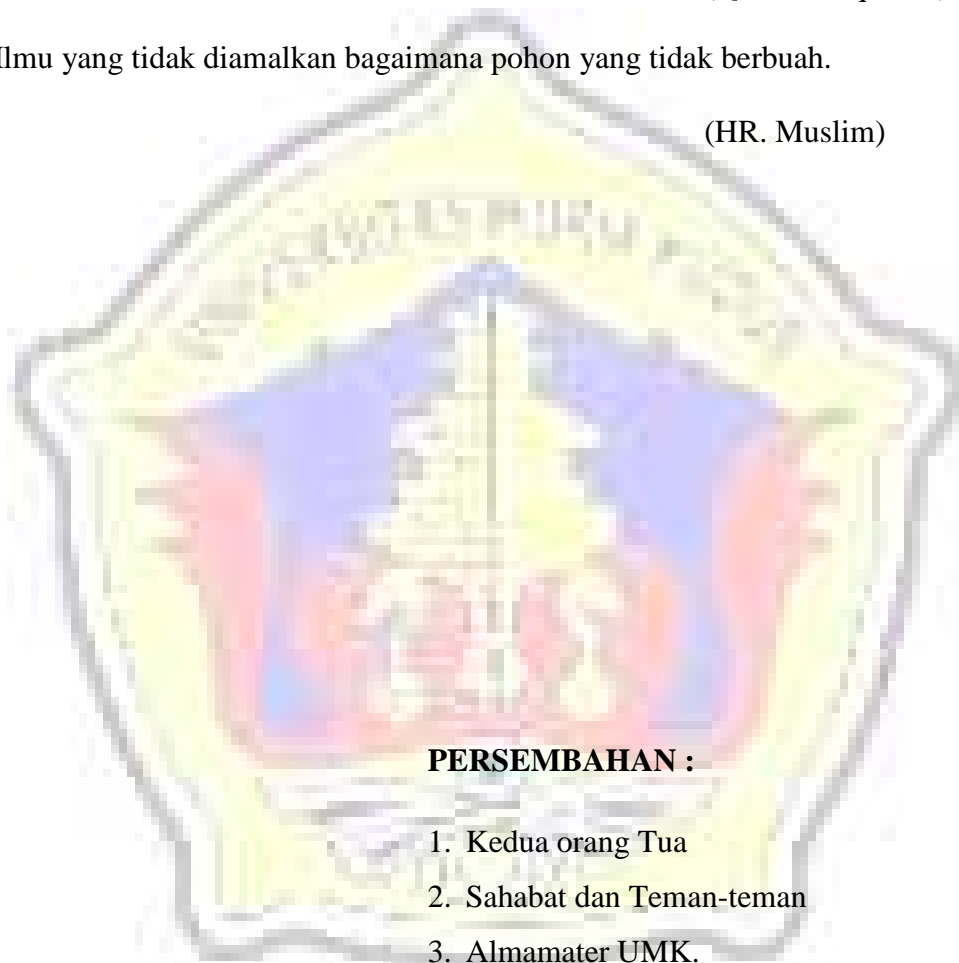 Ilmu yang tidak diamalkan bagaimana pohon yang tidak berbuah.
(HR. Muslim)
PERSEMBAHAN :
1. Kedua orang Tua
2. Sahabat dan Teman-teman
3. Almamater UMK.